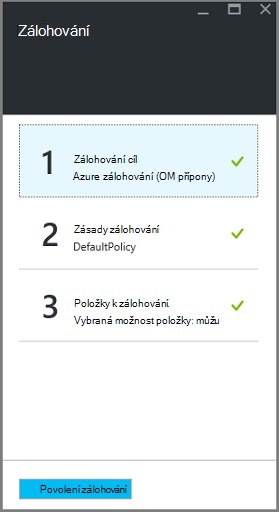 Zálohování
1
Zálohování cíl
Azure zálohování (OM přípony)
2
Zásady zálohování
DefaultPolicy
3
Položky k zálohování
Vybraná možnost položky: můžu
Povolení zálohování